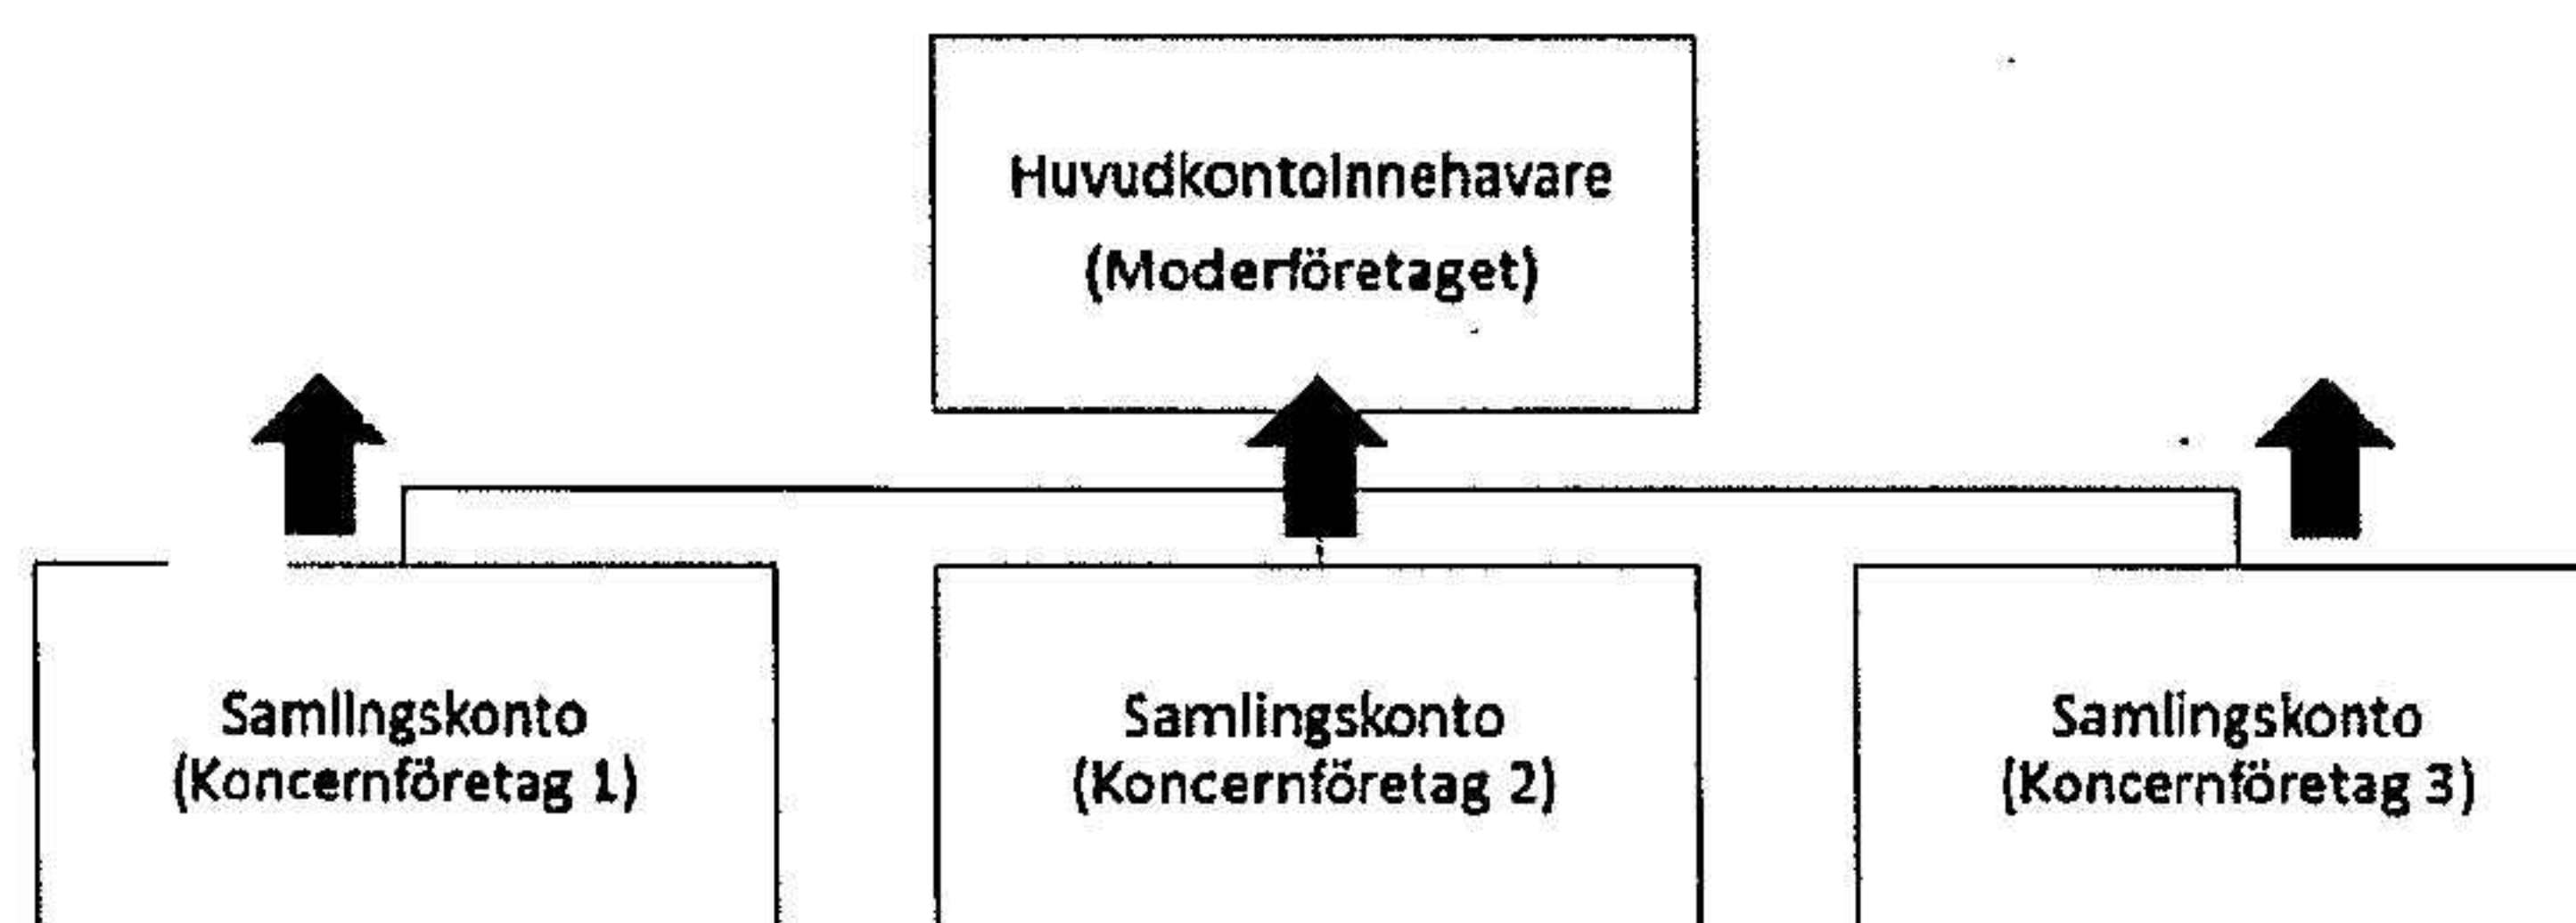 Huvudkontoinnehavare
(Moderföretaget)
Samlingskonto
(Koncernföretag 1)
Samlingskonto
(Koncernföretag 2)
Samlingskonto
(Koncernföretag 3)